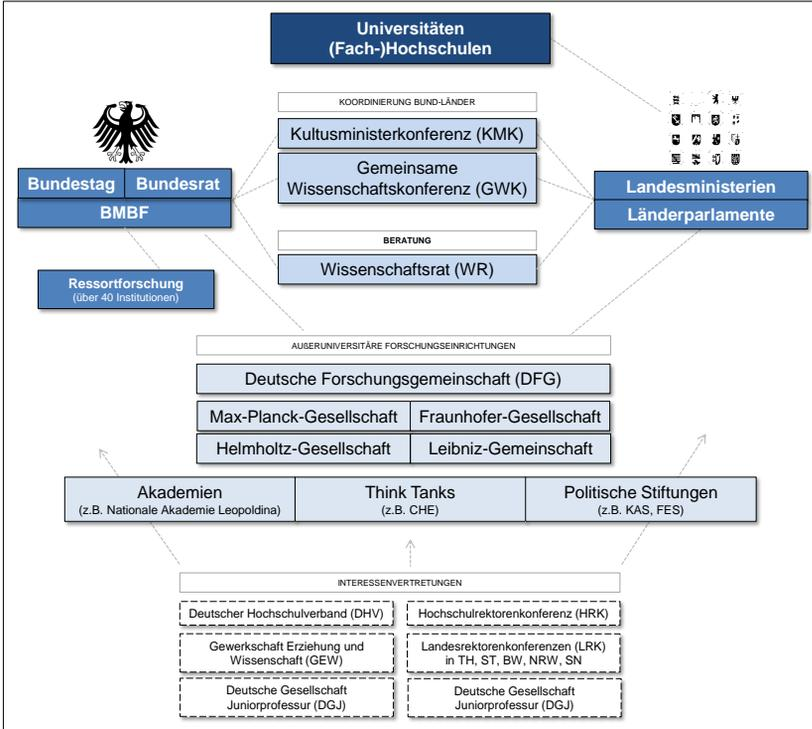 Universitäten
(Fach-)Hochschulen
KOORDINIERUNG BUND-LÄNDER
Kultusministerkonferenz (KMK)
Gemeinsame
Wissenschaftskonferenz (GWK)
Bundestag
Bundesrat
BMBF
Landesministerien
Länderparlamente
BERATUNG
Wissenschaftsrat (WR)
Ressortforschung
(über 40 Institutionen)
AUßERUNIVERSITÄRE FORSCHUNGSEINRICHTUNGEN
Deutsche Forschungsgemeinschaft (DFG)
Max-Planck-Gesellschaft
Fraunhofer-Gesellschaft
Helmholtz-Gesellschaft
Leibniz-Gemeinschaft
Akademien
(z.B. Nationale Akademie Leopoldina)
Think Tanks
(z.B. CHE)
Politische Stiftungen
(z.B. KAS, FES)
INTERESSENVERTRETUNGEN
Deutscher Hochschulverband (DHV)
Hochschulrektorenkonferenz (HRK)
Gewerkschaft Erziehung und
Wissenschaft (GEW)
Landesrektorenkonferenzen (LRK)
in TH, ST, BW, NRW, SN
Deutsche Gesellschaft
Juniorprofessur (DGJ)
Deutsche Gesellschaft
Juniorprofessur (DGJ)